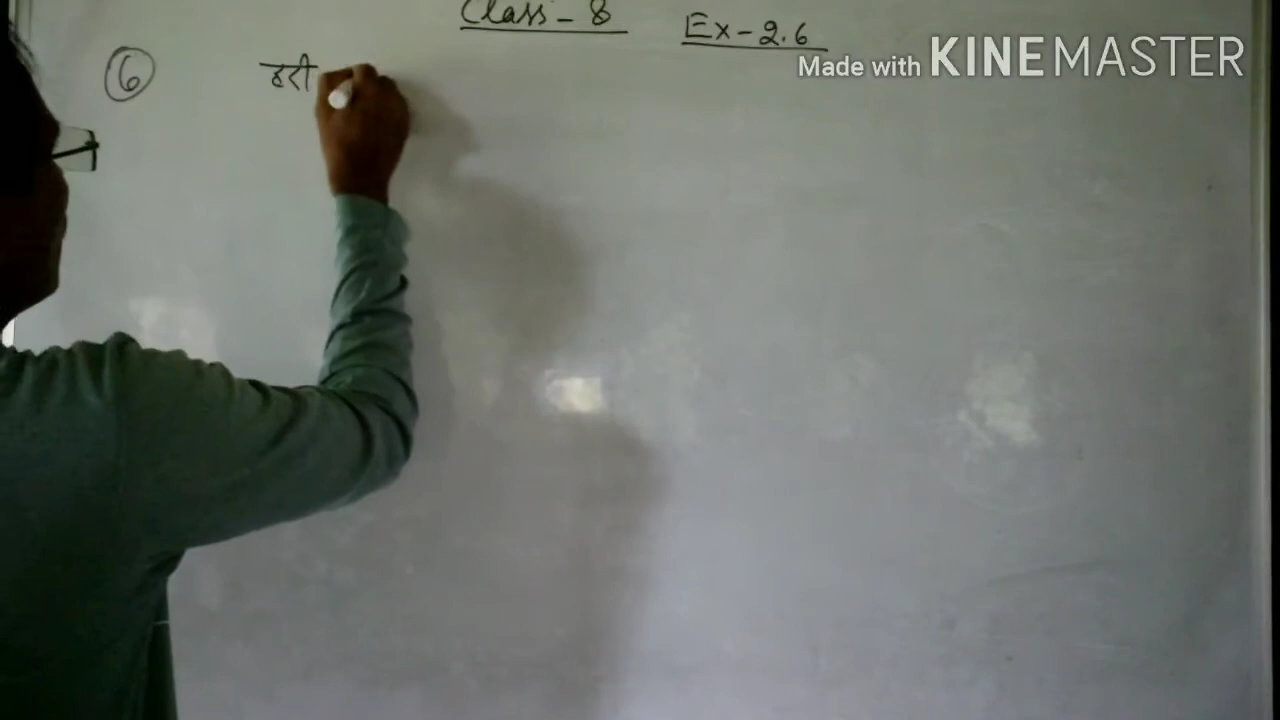 Class - 8 Ex - 2.6
Made with KINEMASTER
6 हरी